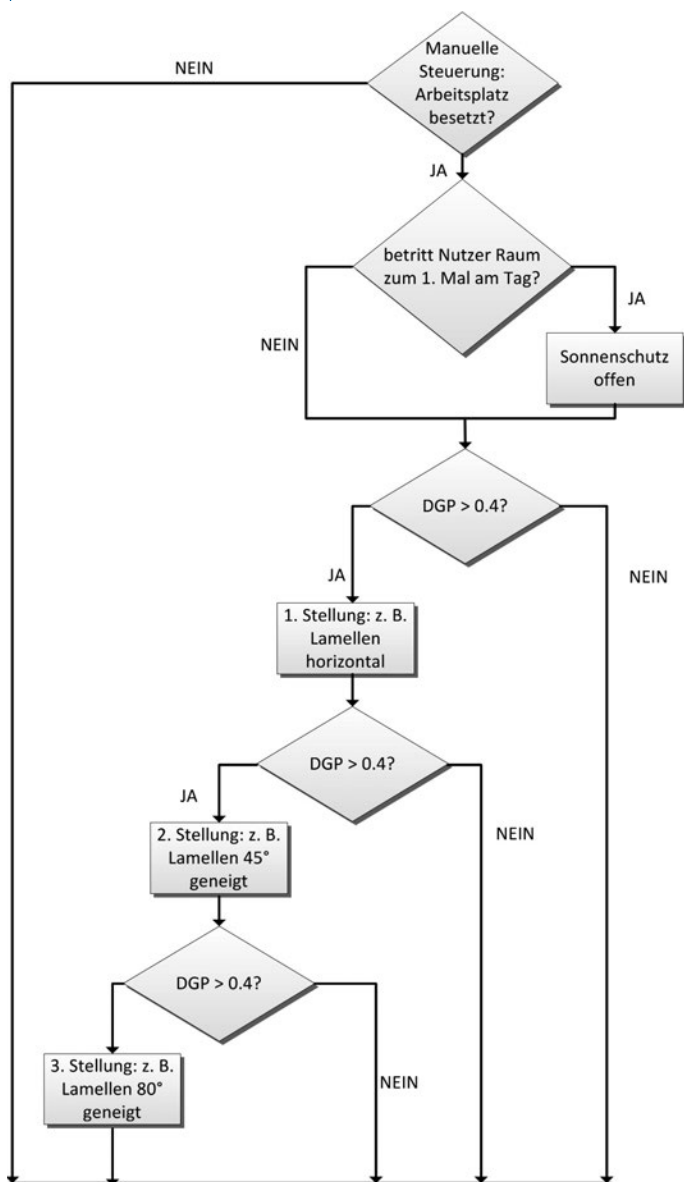 Manuelle
Steuerung:
Arbeitsplatz
besetzt?
NEIN
JA
betritt Nutzer Raum
zum 1. Mal am Tag?
JA
NEIN
Sonnenschutz
offen
DGP > 0.4?
JA
NEIN
1. Stellung: z. B.
Lamellen
horizontal
DGP > 0.4?
JA
NEIN
2. Stellung: z. B.
Lamellen 45°
geneigt
DGP > 0.4?
3. Stellung: z. B.
Lamellen 80°
geneigt
NEIN